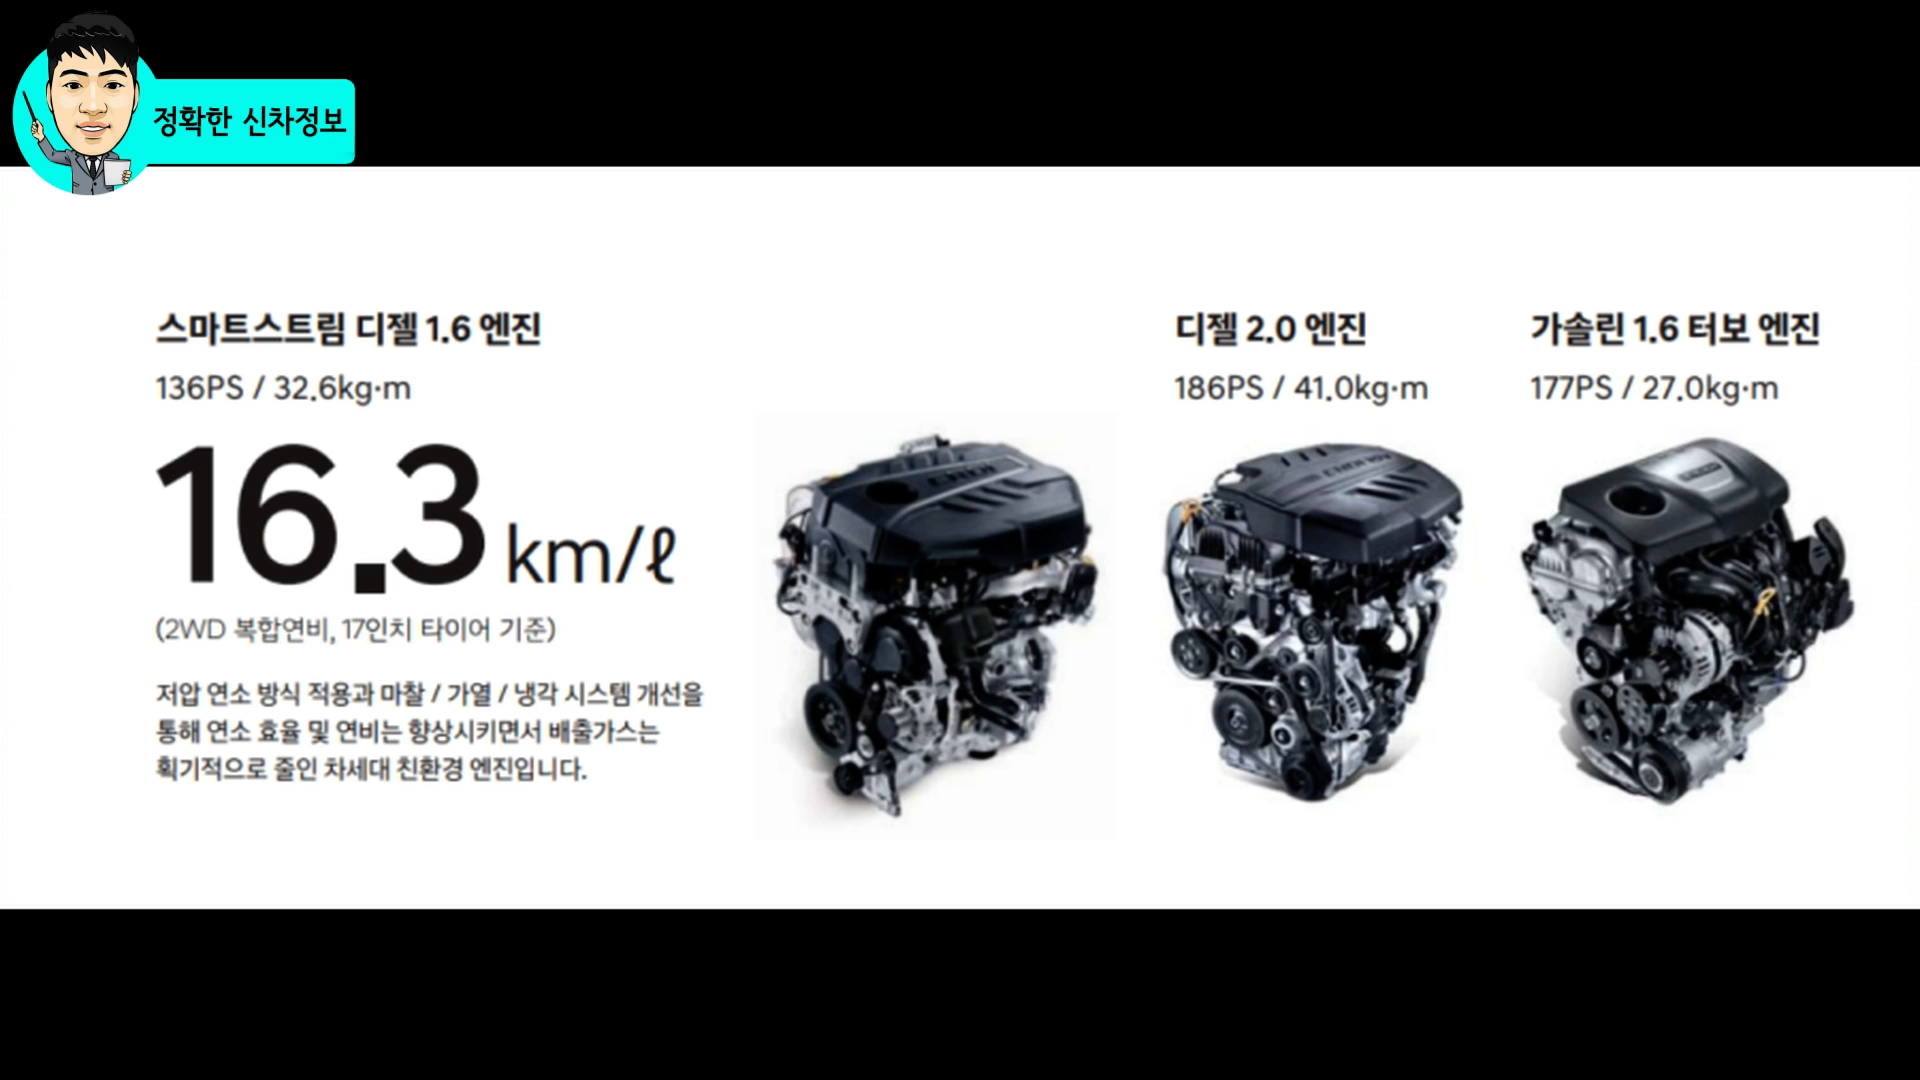 정확한 신차정보
스마트스트림 디젤 1.6 엔진
136PS / 32.6kg·m
16.3 km/ℓ
(2WD 복합연비, 17인치 타이어 기준)
저압 연소 방식 적용과 마찰 / 가열 / 냉각 시스템 개선을
통해 연소 효율 및 연비는 향상시키면서 배출가스는
획기적으로 줄인 차세대 친환경 엔진입니다.
디젤 2.0 엔진
186PS / 41.0kg·m
가솔린 1.6 터보 엔진
177PS / 27.0kg·m